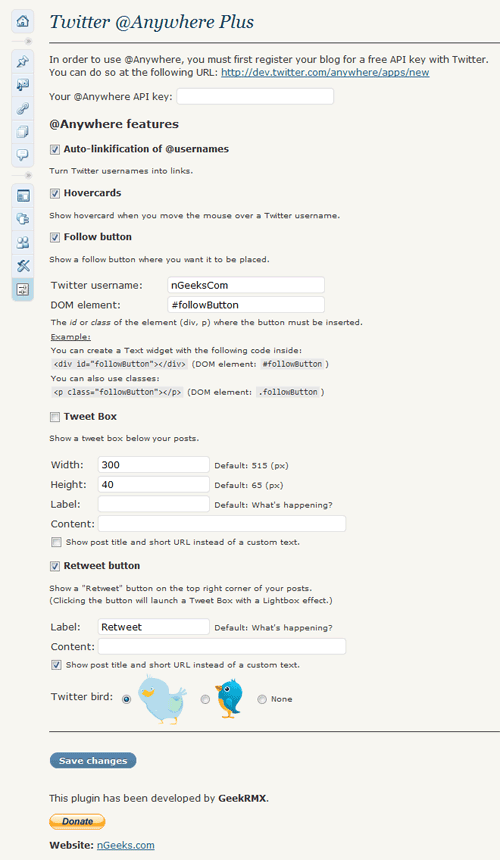 Twitter @Anywhere Plus
In order to use @Anywhere, you must first register your blog for a free API key with Twitter.
You can do so at the following URL: http://dev.twitter.com/anywhere/apps/new
Your @Anywhere API key:
@Anywhere features
Auto-linkification of @usernames
Turn Twitter usernames into links.
Hovercards
Show hovercard when you move the mouse over a Twitter username.
Follow button
Show a follow button where you want it to be placed.
Twitter username: nGeeksCom
DOM element: #followButton
The id or class of the element (div, p) where the button must be inserted.
Example:
You can create a Text widget with the following code inside:
<div id="followButton"></div> (DOM element: #followButton)
You can also use classes:
<p class="followButton"></p> (DOM element: .followButton)
Tweet Box
Show a tweet box below your posts.
Width: 300 Default: 515 (px)
Height: 40 Default: 65 (px)
Label: Default: What's happening?
Content:
Show post title and short URL instead of a custom text.
Retweet button
Show a "Retweet" button on the top right corner of your posts.
(Clicking the button will launch a Tweet Box with a Lightbox effect.)
Label: Retweet Default: What's happening?
Content:
Show post title and short URL instead of a custom text.
Twitter bird: None
Save changes
This plugin has been developed by GeekRMX.
Donate
Website: nGeeks.com